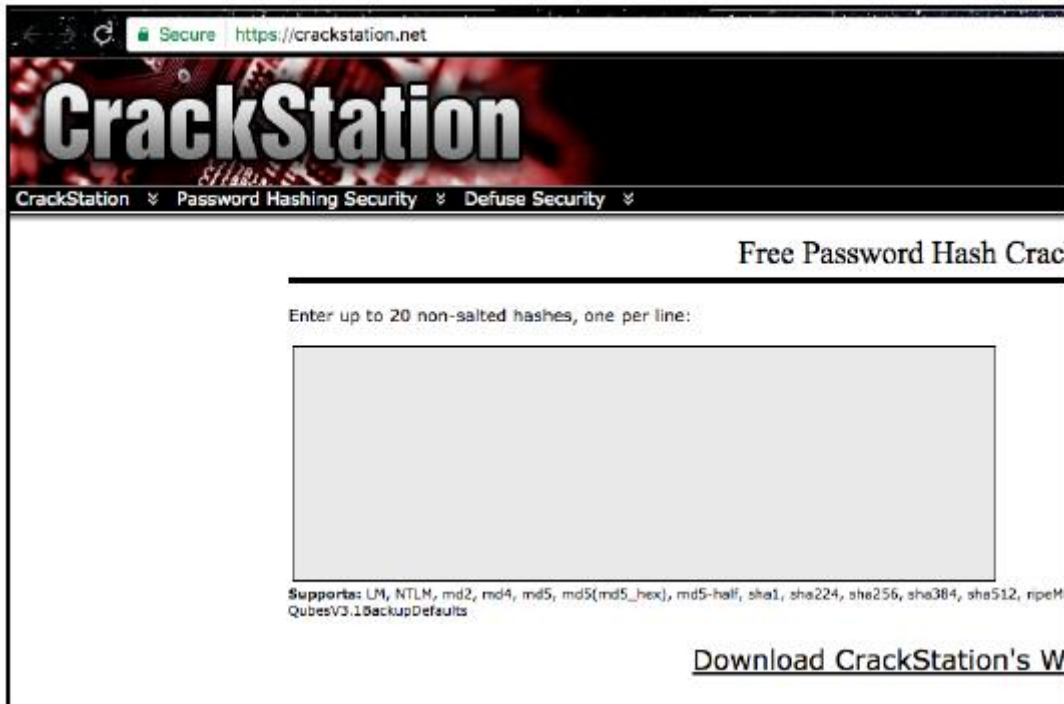 Secure https://crackstation.net
CrackStation
CrackStation Password Hashing Security Defuse Security
Free Password Hash Crac
Enter up to 20 non-salted hashes, one per line:
Supports: LM, NTLM, md2, md4, md5, md5(md5_hex), md5-half, sha1, sha224, sha256, sha384, sha512, ripeM
QubesV3.1BackupDefaults
Download CrackStation's W